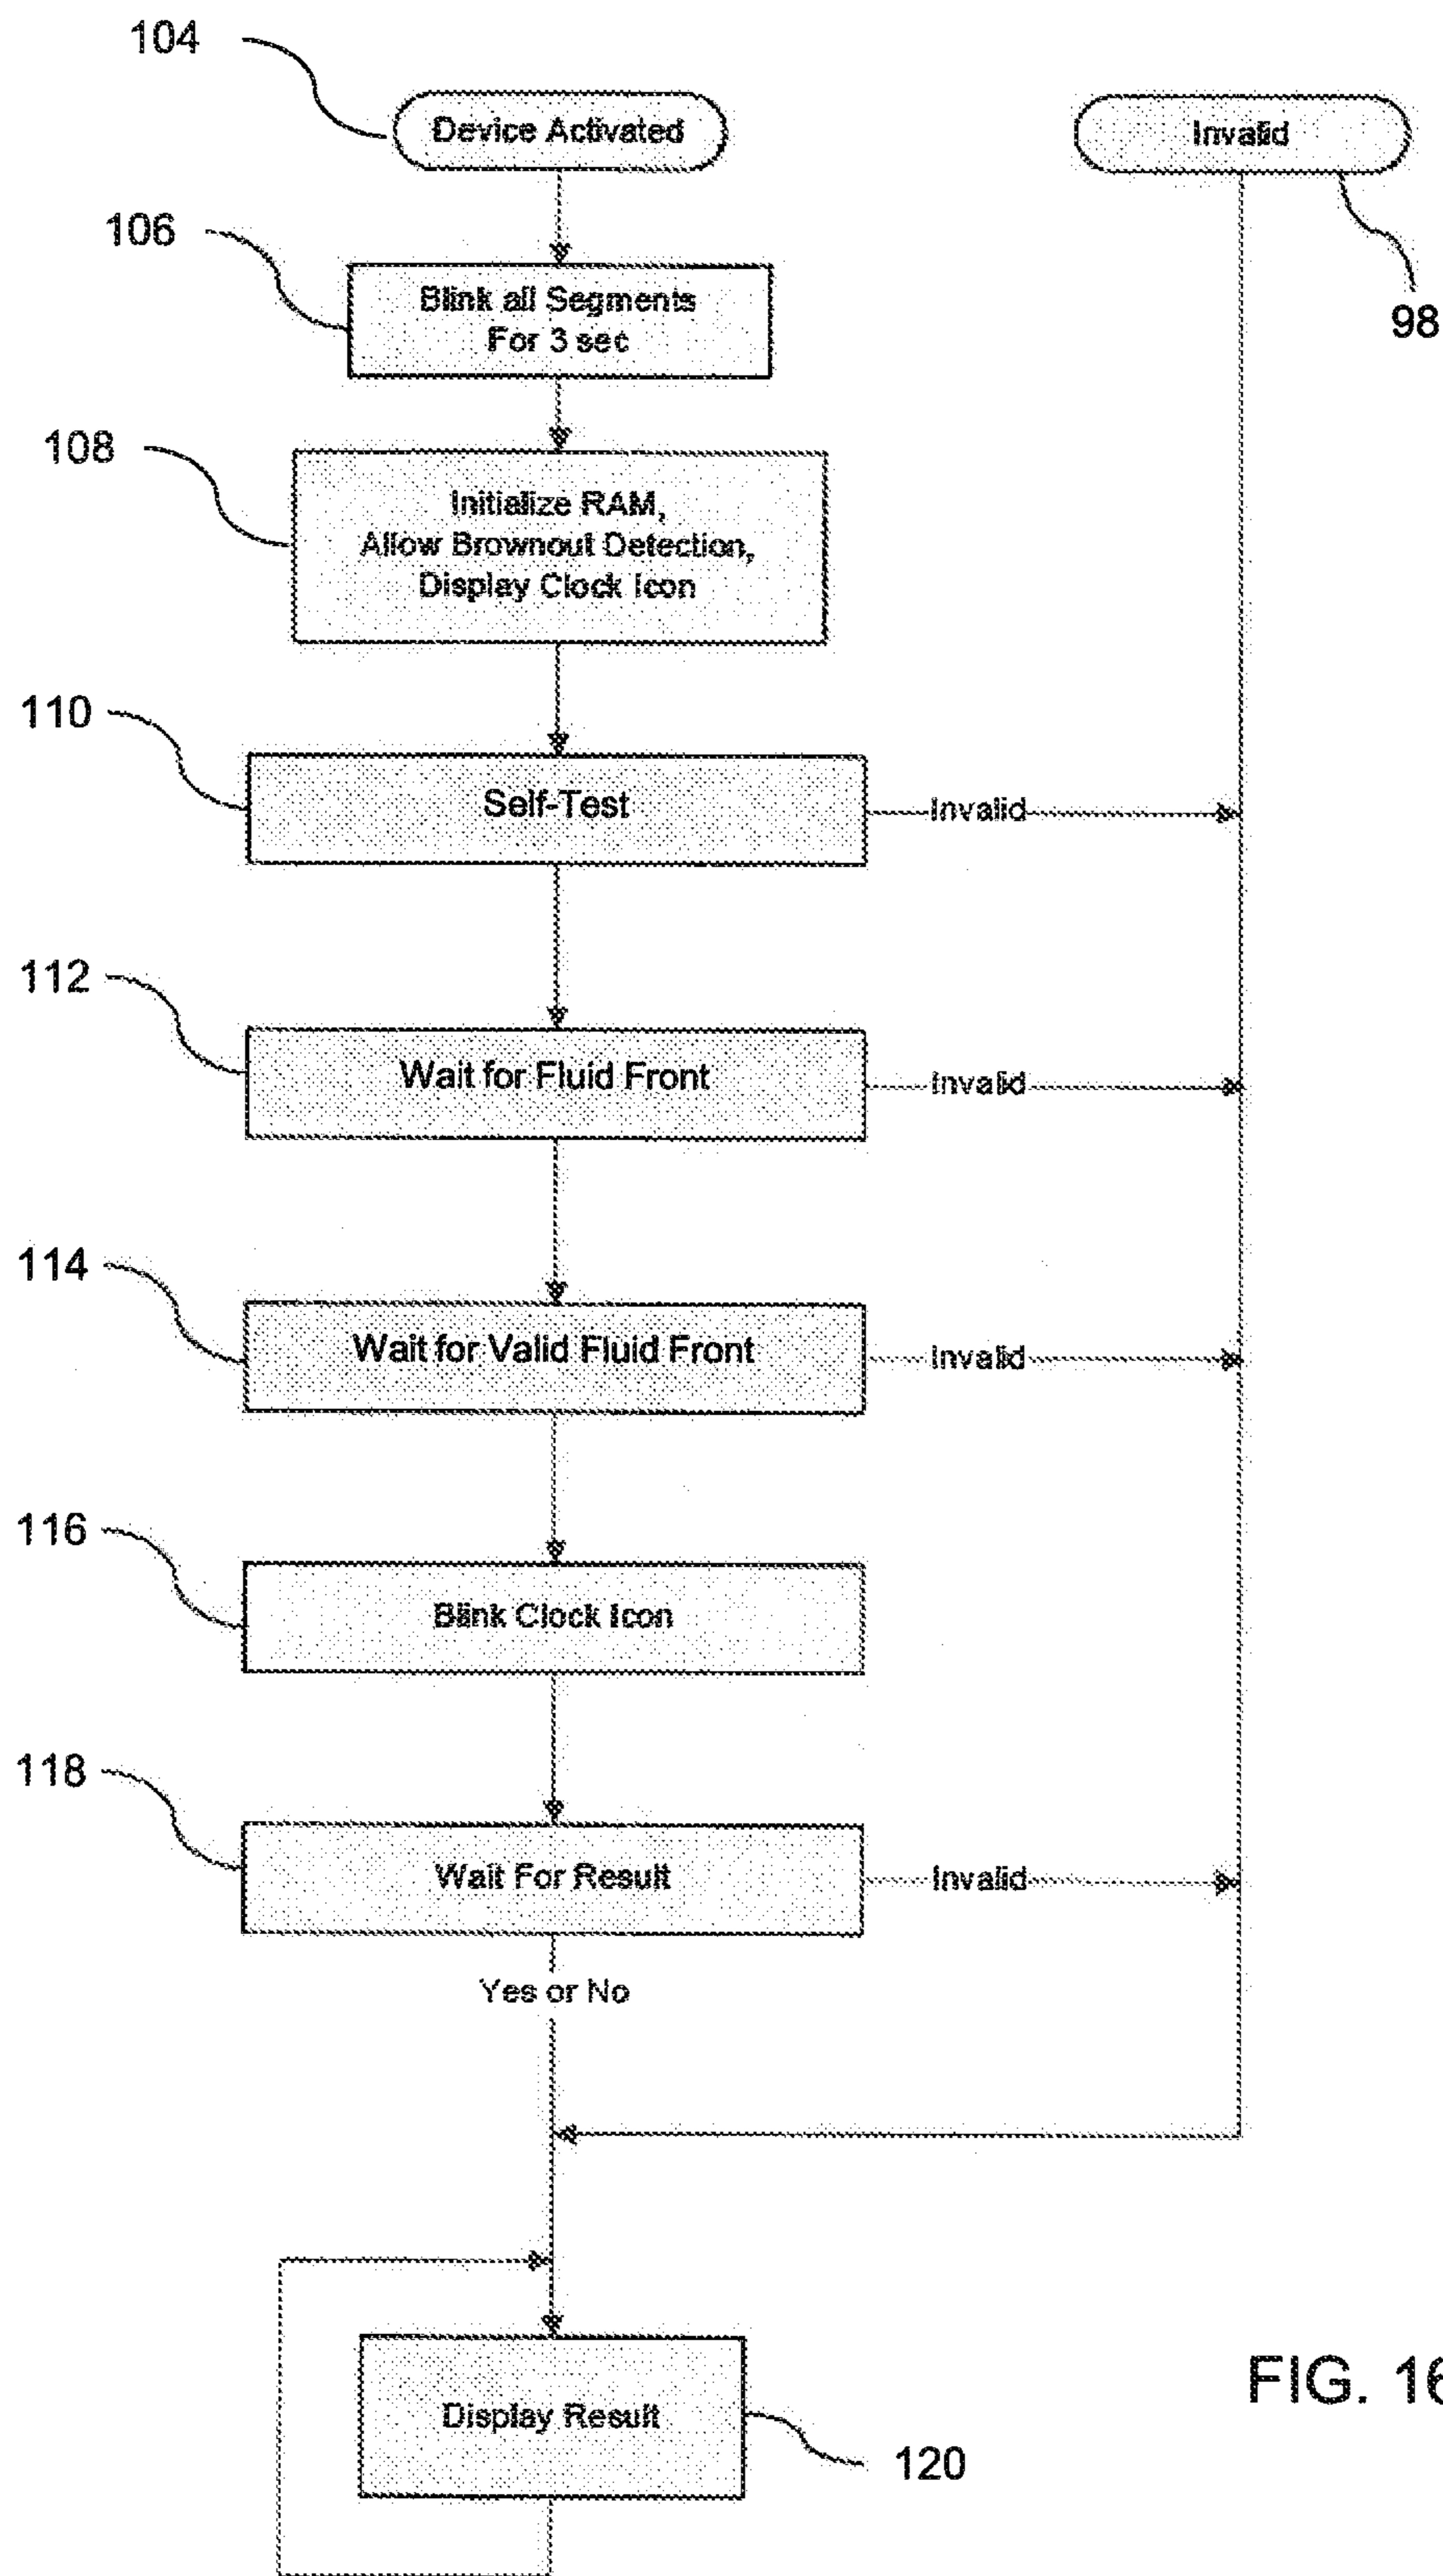 104
Device Activated
Invalid
98
106
Blink all Segments
For 3 sec
108
Initialize RAM,
Allow Brownout Detection,
Display Clock Icon
110
Self-Test
Invalid
112
Wait for Fluid Front
Invalid
114
Wait for Valid Fluid Front
Invalid
116
Blink Clock Icon
118
Wait For Result
Invalid
Yes or No
Display Result
120
FIG. 16